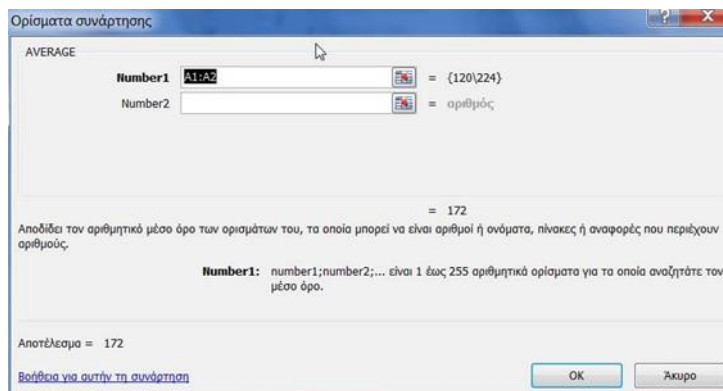 Ορίσματα συνάρτησης
AVERAGE
Number1 A1:A2 = {120\224}
Number2 = αριθμός
= 172
Αποδίδει τον αριθμητικό μέσο όρο των ορισμάτων του, τα οποία μπορεί να είναι αριθμοί ή ονόματα, πίνακες ή αναφορές που περιέχουν
αριθμούς.
Number1: number1;number2;... είναι 1 έως 255 αριθμητικά ορίσματα για τα οποία αναζητάτε τον
μέσο όρο.
Αποτέλεσμα = 172
Βοήθεια για αυτήν τη συνάρτηση
OK Άκυρο